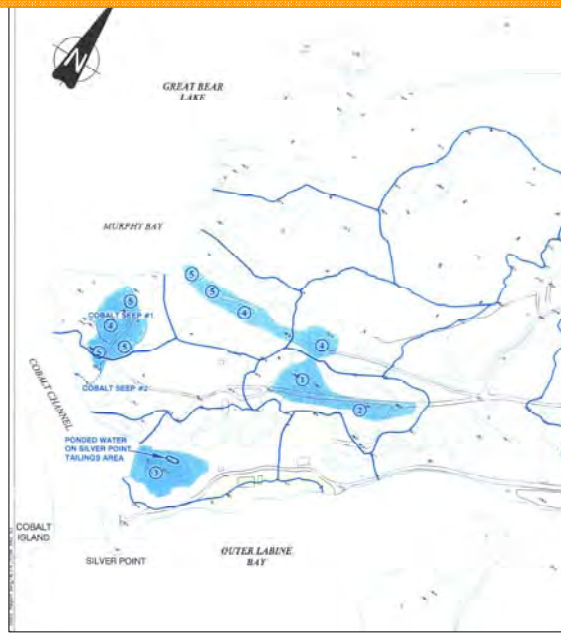 N
GREAT BEAR
LAKE
MURPHY BAY
5
5
5
COBALT SEEP #1
4
4
5
4
COBALT SEEP #2
1
2
COBALT CHANNEL
PONDED WATER
ON SILVER POINT
TAILINGS AREA
3
COBALT
ISLAND
SILVER POINT
OUTER LABINE
BAY